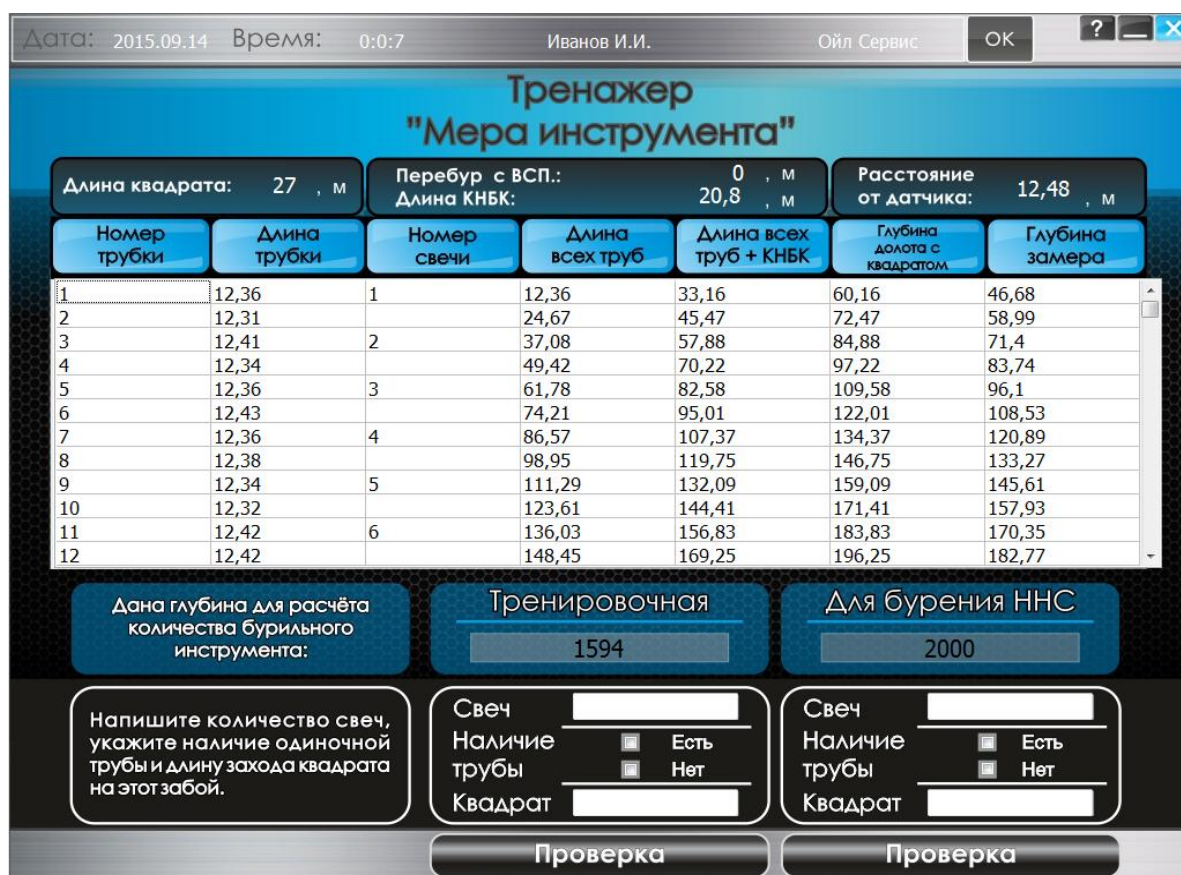 Дата: 2015.09.14 Время: 0:0:7 Иванов И.И. Ойл Сервис OK ?
Тренажер
"Мера инструмента"
Длина квадрата: 27 , м
Перебур с ВСП.: 0 , м
Длина КНБК: 20,8 , м
Расстояние
от датчика: 12,48 , м
Номер трубки
Длина трубки
Номер свечи
Длина всех труб
Длина всех труб + КНБК
Глубина долота с квадратом
Глубина замера
1 12,36 1 12,36 33,16 60,16 46,68
2 12,31 24,67 45,47 72,47 58,99
3 12,41 2 37,08 57,88 84,88 71,4
4 12,34 49,42 70,22 97,22 83,74
5 12,36 3 61,78 82,58 109,58 96,1
6 12,43 74,21 95,01 122,01 108,53
7 12,36 4 86,57 107,37 134,37 120,89
8 12,38 98,95 119,75 146,75 133,27
9 12,34 5 111,29 132,09 159,09 145,61
10 12,32 123,61 144,41 171,41 157,93
11 12,42 6 136,03 156,83 183,83 170,35
12 12,42 148,45 169,25 196,25 182,77
Дана глубина для расчёта
количества бурильного
инструмента:
Тренировочная
1594
Для бурения ННС
2000
Напишите количество свеч,
укажите наличие одиночной
трубы и длину захода квадрата
на этот забой.
Свеч
Наличие Есть
трубы Нет
Квадрат
Свеч
Наличие Есть
трубы Нет
Квадрат
Проверка
Проверка